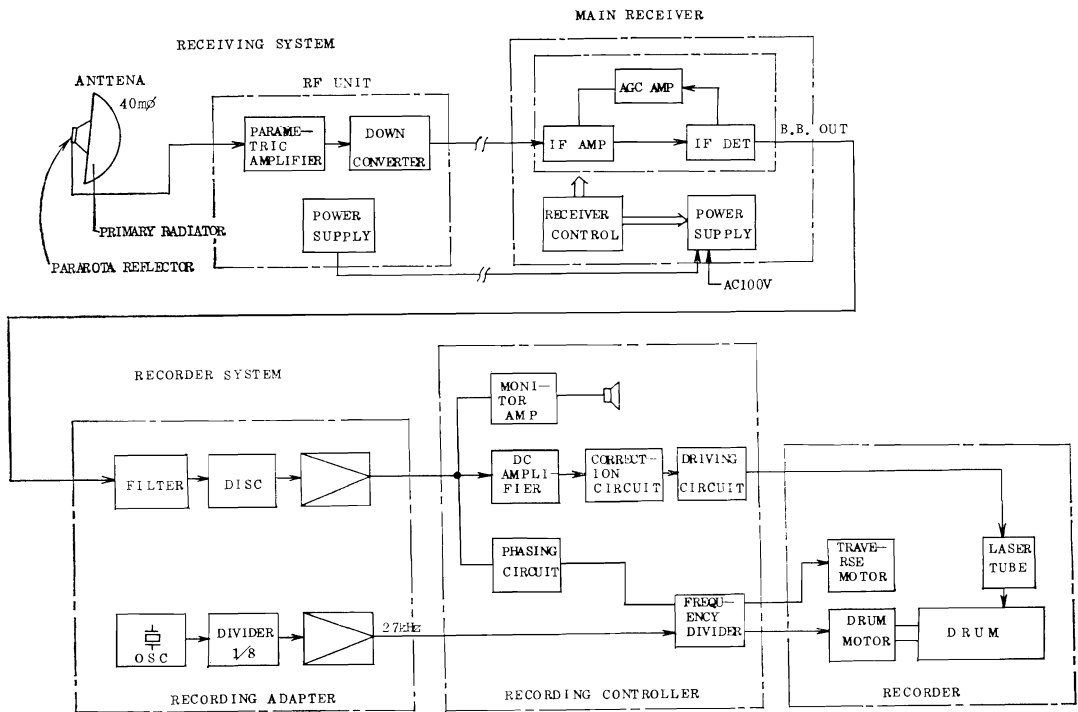 MAIN RECEIVER
RECEIVING SYSTEM
ANTTENA
40mø
RF UNIT
PARAME-
TRIC
AMPLIFIER
DOWN
CONVERTER
AGC AMP
IF AMP
IF DET
B.B. OUT
POWER
SUPPLY
RECEIVER
CONTROL
POWER
SUPPLY
PRIMARY RADIATOR
PARAROTA REFLECTOR
AC100V
RECORDER SYSTEM
MONI-
TOR
AMP
FILTER
DISC
DC
AMPLI-
FIER
CORRECT-
ION
CIRCUIT
DRIVING
CIRCUIT
PHASING
CIRCUIT
TRAVE-
RSE
MOTOR
LASER
TUBE
OSC
DIVIDER
1/8
27kHz
FREQU-
ENCY
DIVIDER
DRUM
MOTOR
DRUM
RECORDING ADAPTER
RECORDING CONTROLLER
RECORDER